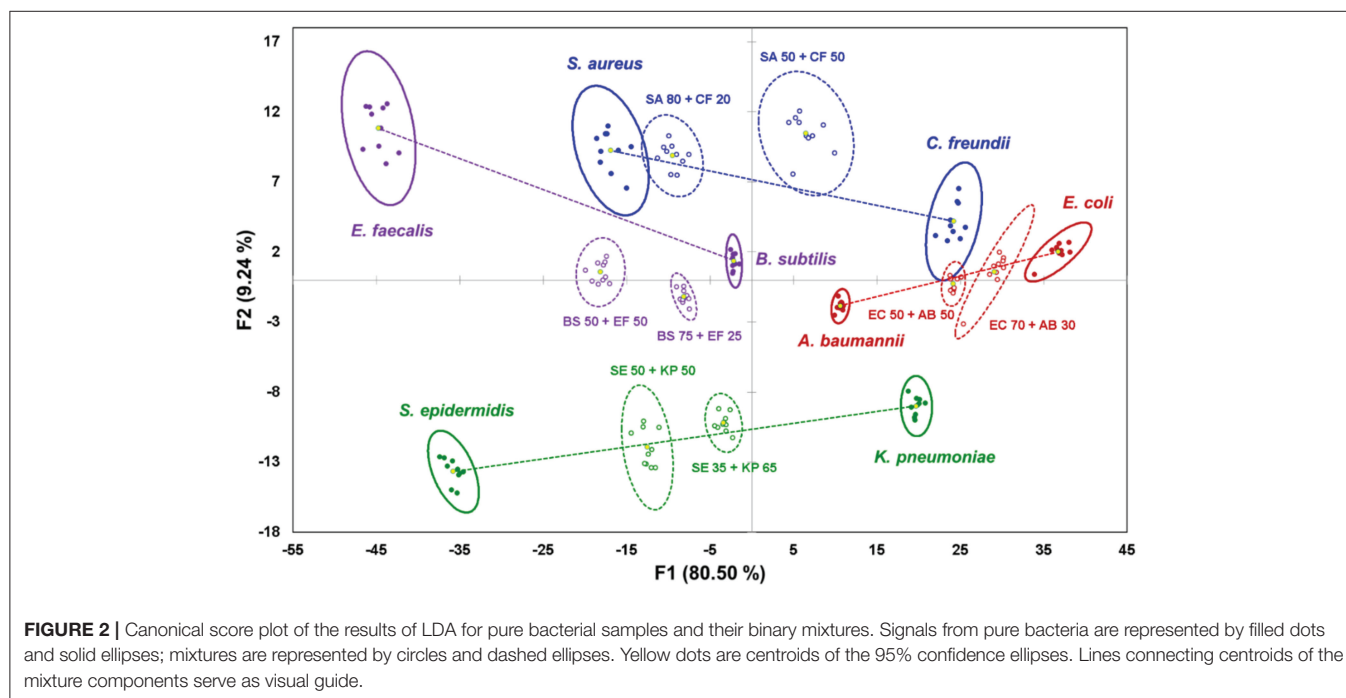 17
12
7
2
-3
-8
-13
-18
F2 (9.24 %)
-55
-45
-35
-25
-15
-5
5
15
25
35
45
F1 (80.50 %)
S. aureus
SA 80 + CF 20
SA 50 + CF 50
C. freundii
E. coli
E. faecalis
B. subtilis
BS 50 + EF 50
BS 75 + EF 25
EC 50 + AB 50
EC 70 + AB 30
A. baumannii
SE 50 + KP 50
S. epidermidis
SE 35 + KP 65
K. pneumoniae
FIGURE 2 | Canonical score plot of the results of LDA for pure bacterial samples and their binary mixtures. Signals from pure bacteria are represented by filled dots
and solid ellipses; mixtures are represented by circles and dashed ellipses. Yellow dots are centroids of the 95% confidence ellipses. Lines connecting centroids of the
mixture components serve as visual guide.